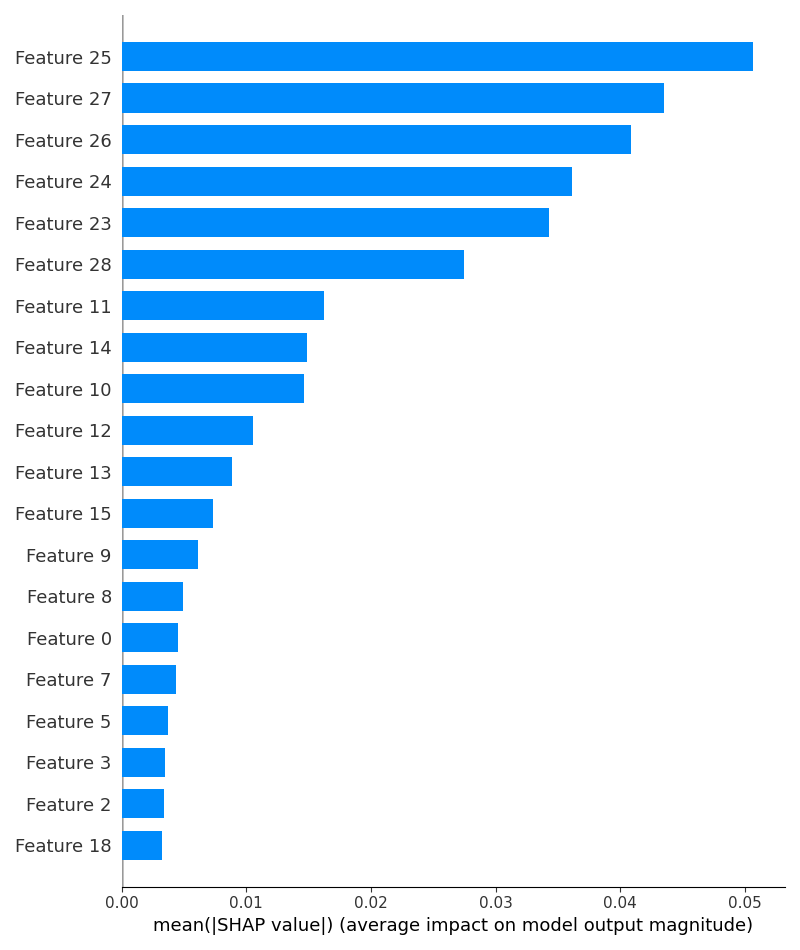 Feature 25
Feature 27
Feature 26
Feature 24
Feature 23
Feature 28
Feature 11
Feature 14
Feature 10
Feature 12
Feature 13
Feature 15
Feature 9
Feature 8
Feature 0
Feature 7
Feature 5
Feature 3
Feature 2
Feature 18
0.00 0.01 0.02 0.03 0.04 0.05
mean(|SHAP value|) (average impact on model output magnitude)